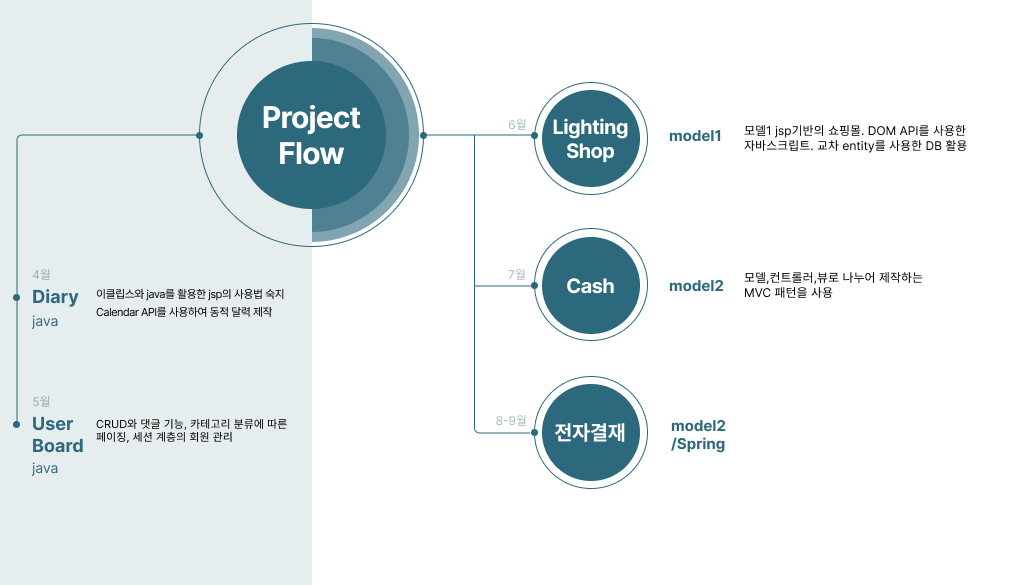 Project
Flow
4월
Diary
java
이클립스와 java를 활용한 jsp의 사용법 숙지
Calendar API를 사용하여 동적 달력 제작
5월
User
Board
java
CRUD와 댓글 기능, 카테고리 분류에 따른
페이징, 세션 계층의 회원 관리
6월
Lighting
Shop
model1
모델1 jsp기반의 쇼핑몰. DOM API를 사용한
자바스크립트. 교차 entity를 사용한 DB 활용
7월
Cash
model2
모델,컨트롤러,뷰로 나누어 제작하는
MVC 패턴을 사용
8-9월
전자결재
model2
/Spring